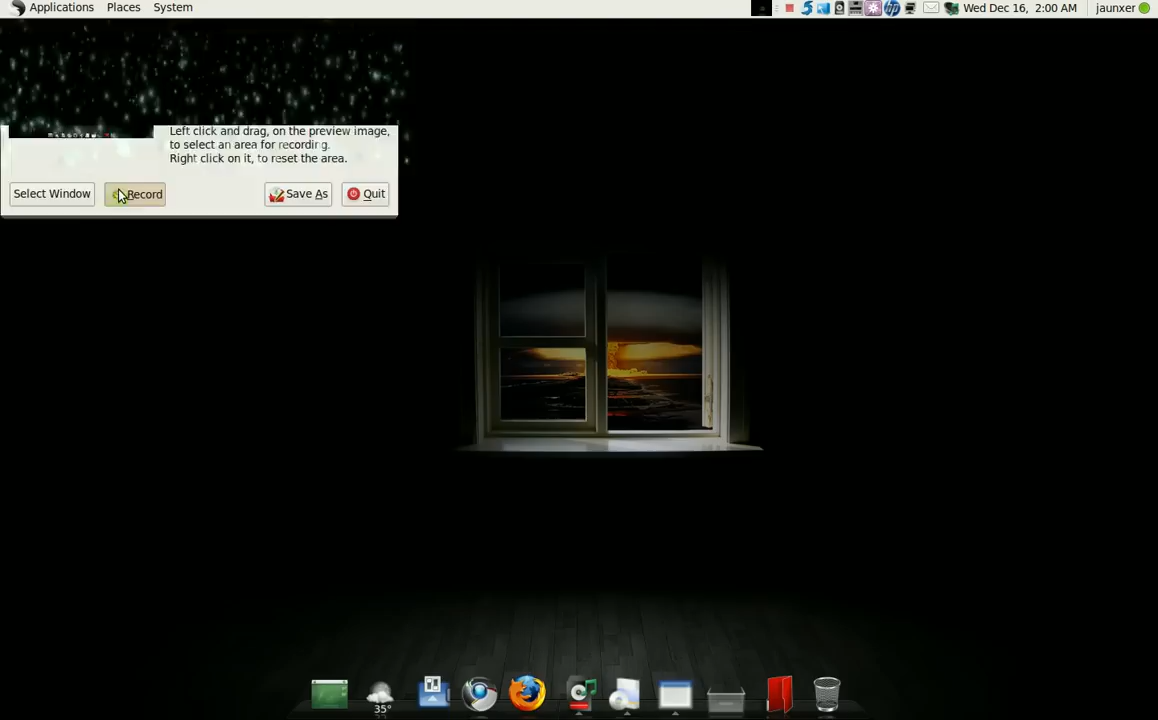 Applications Places System Wed Dec 16, 2:00 AM jaunxer
Left click and drag, on the preview image,
to select an area for recording.
Right click on it, to reset the area.
Select Window Record Save As Quit
35°